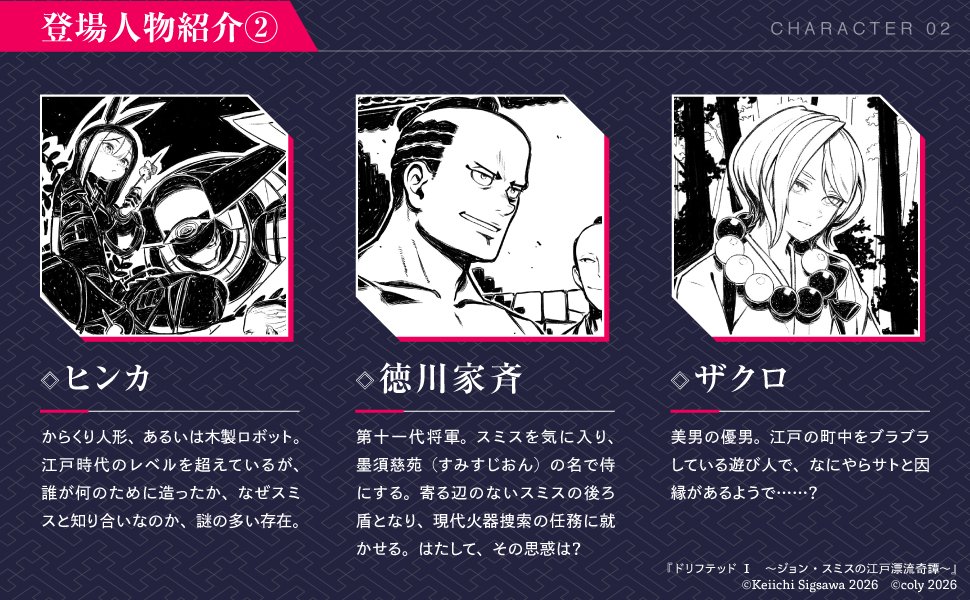 登場人物紹介②
CHARACTER 02
◇ヒンカ
からくり人形、あるいは木製ロボット。
江戸時代のレベルを超えているが、
誰が何のために造ったか、なぜスミ
スと知り合いなのか、謎の多い存在。
◇徳川家斉
第十一代将軍。スミスを気に入り、
墨須慈苑（すみすじおん）の名で侍
にする。寄る辺のないスミスの後ろ
盾となり、現代火器捜索の任務に就
かせる。はたして、その思惑は？
◇ザクロ
美男の優男。江戸の町中をブラブラ
している遊び人で、なにやらサトと因
縁があるようで……？
『ドリフテッド Ⅰ　～ジョン・スミスの江戸漂流奇譚～』
©Keiichi Sigsawa 2026　©coly 2026